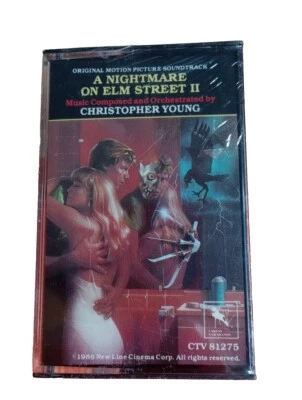 ORIGINAL MOTION PICTURE SOUNDTRACK
A NIGHTMARE
ON ELM STREET II
Music Composed and Orchestrated by
CHRISTOPHER YOUNG
CTV 81275
©1985 New Line Cinema Corp. All rights reserved.